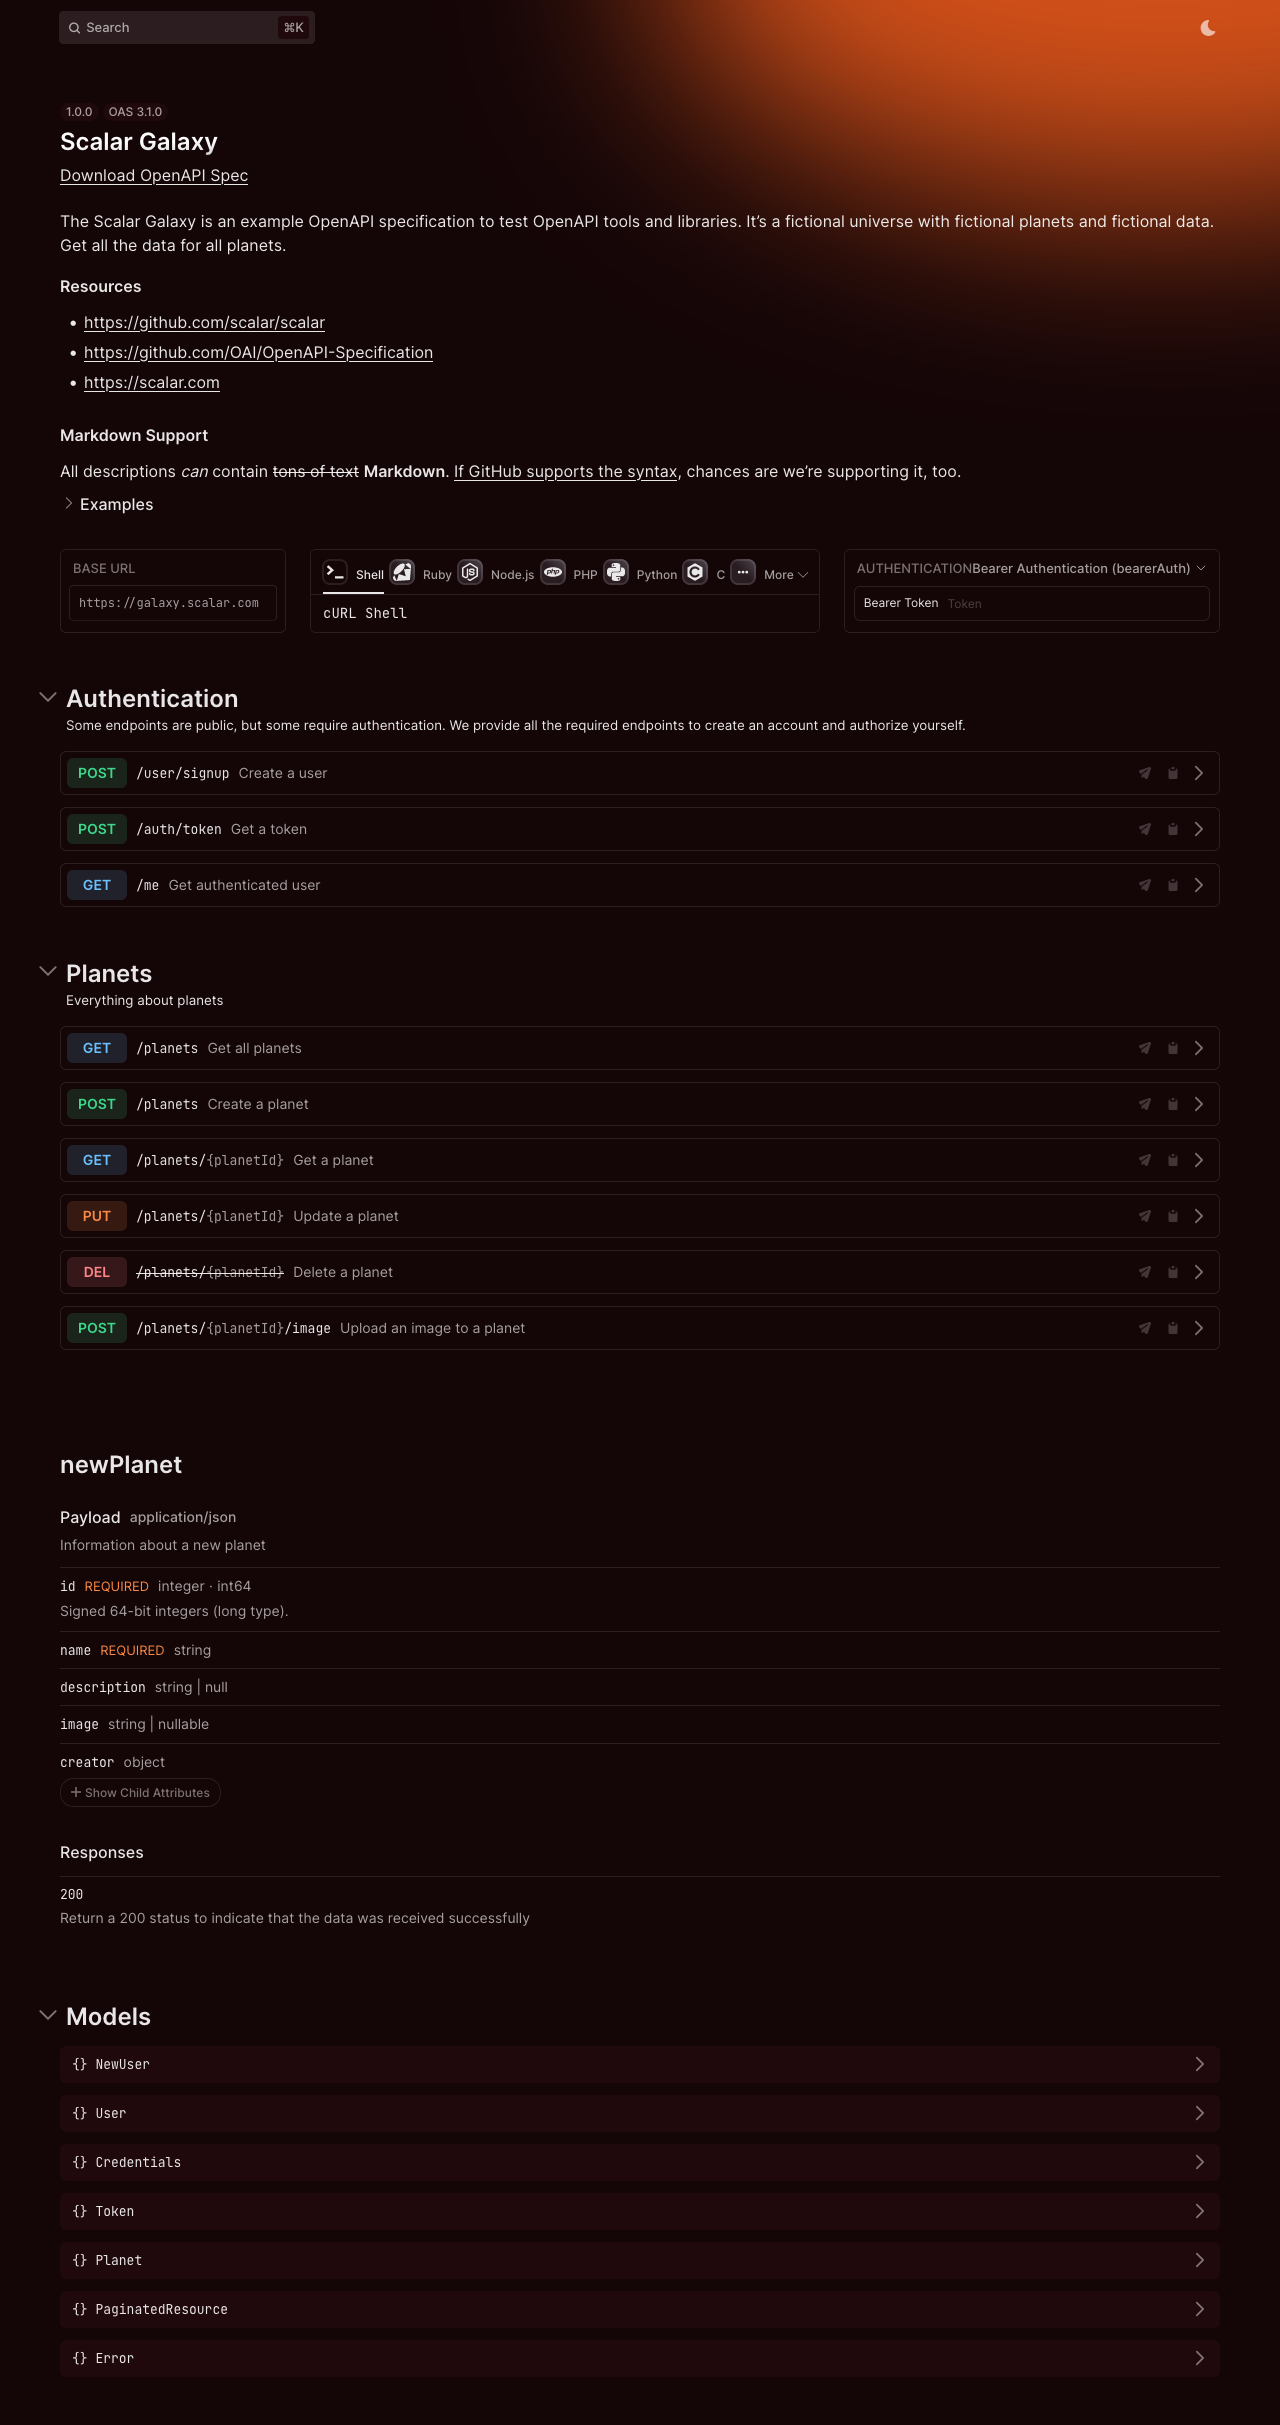 Search ⌘K
1.0.0 OAS 3.1.0
Scalar Galaxy
Download OpenAPI Spec
The Scalar Galaxy is an example OpenAPI specification to test OpenAPI tools and libraries. It’s a fictional universe with fictional planets and fictional data.
Get all the data for all planets.
Resources
• https://github.com/scalar/scalar
• https://github.com/OAI/OpenAPI-Specification
• https://scalar.com
Markdown Support
All descriptions can contain tons of text Markdown. If GitHub supports the syntax, chances are we’re supporting it, too.
Examples
BASE URL
https://galaxy.scalar.com
Shell Ruby Node.js PHP Python C More
cURL Shell
AUTHENTICATIONBearer Authentication (bearerAuth)
Bearer Token Token
Authentication
Some endpoints are public, but some require authentication. We provide all the required endpoints to create an account and authorize yourself.
POST /user/signup Create a user
POST /auth/token Get a token
GET /me Get authenticated user
Planets
Everything about planets
GET /planets Get all planets
POST /planets Create a planet
GET /planets/{planetId} Get a planet
PUT /planets/{planetId} Update a planet
DEL /planets/{planetId} Delete a planet
POST /planets/{planetId}/image Upload an image to a planet
newPlanet
Payload application/json
Information about a new planet
id REQUIRED integer · int64
Signed 64-bit integers (long type).
name REQUIRED string
description string | null
image string | nullable
creator object
+ Show Child Attributes
Responses
200
Return a 200 status to indicate that the data was received successfully
Models
{} NewUser
{} User
{} Credentials
{} Token
{} Planet
{} PaginatedResource
{} Error